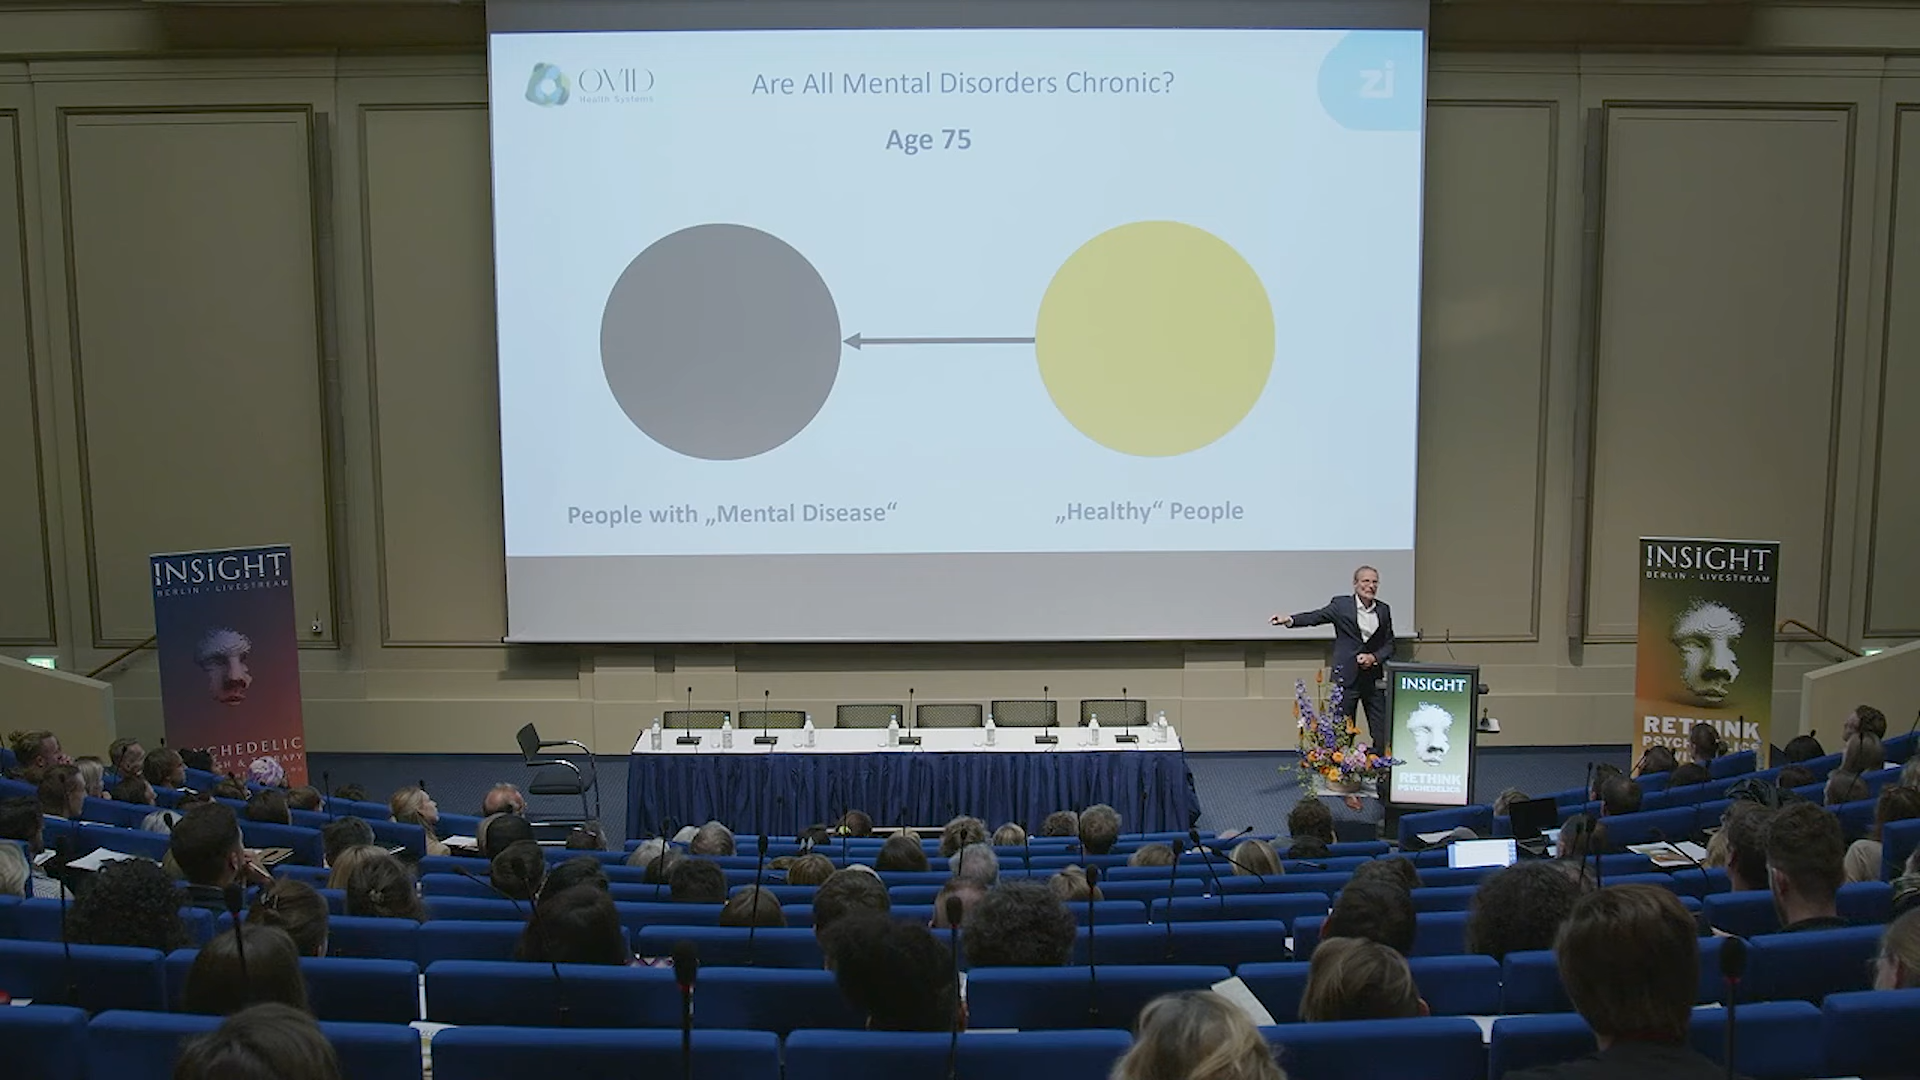 OVID
Health Systems
Are All Mental Disorders Chronic?
zi
Age 75
People with „Mental Disease“
„Healthy“ People
INSiGHT
BERLIN - LIVESTREAM
INSiGHT
BERLIN - LIVESTREAM
INSiGHT
RETHINK
PSYCHEDELICS
RETHINK
PSYCHEDELICS